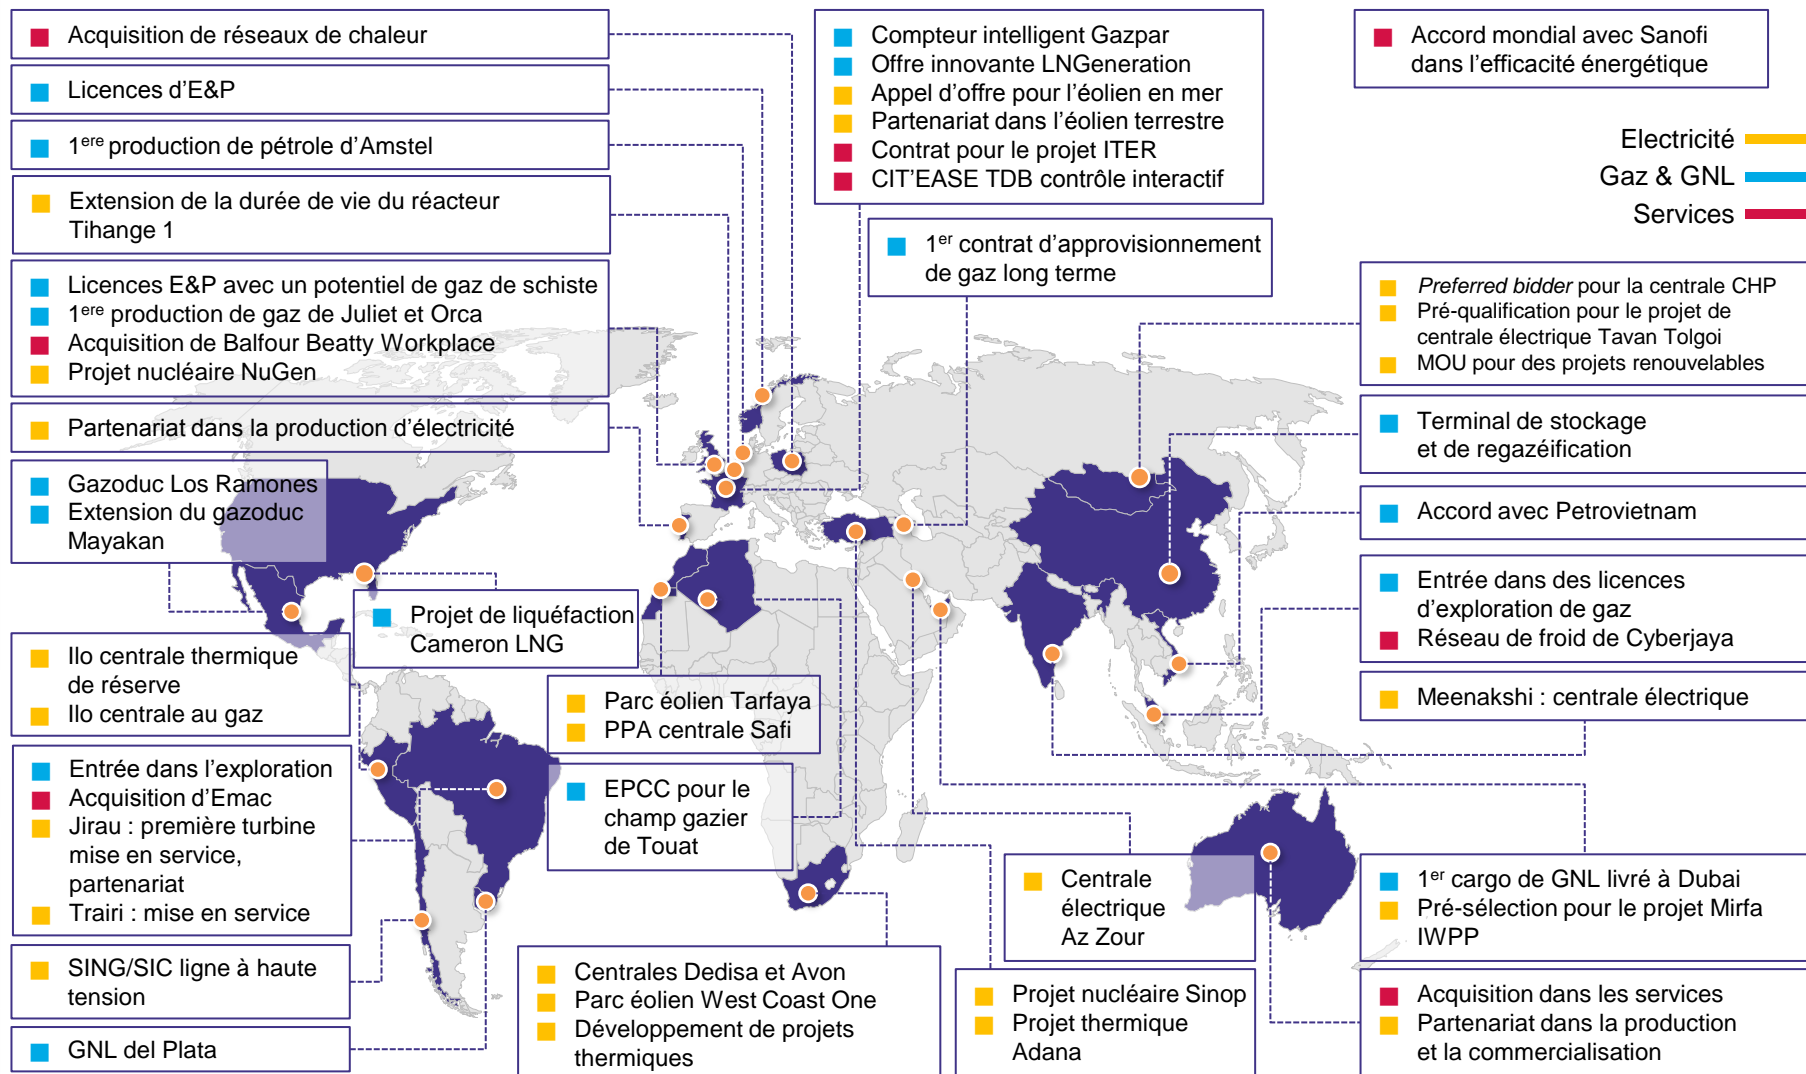 Acquisition de réseaux de chaleur
Licences d’E&P
1ere production de pétrole d’Amstel
Extension de la durée de vie du réacteur
Tihange 1
Licences E&P avec un potentiel de gaz de schiste
1ere production de gaz de Juliet et Orca
Acquisition de Balfour Beatty Workplace
Projet nucléaire NuGen
Partenariat dans la production d’électricité
Gazoduc Los Ramones
Extension du gazoduc
Mayakan
Projet de liquéfaction
Cameron LNG
Ilo centrale thermique
de réserve
Ilo centrale au gaz
Entrée dans l’exploration
Acquisition d’Emac
Jirau : première turbine
mise en service,
partenariat
Trairi : mise en service
SING/SIC ligne à haute
tension
GNL del Plata
Compteur intelligent Gazpar
Offre innovante LNGeneration
Appel d’offre pour l’éolien en mer
Partenariat dans l’éolien terrestre
Contrat pour le projet ITER
CIT’EASE TDB contrôle interactif
1er contrat d’approvisionnement
de gaz long terme
Parc éolien Tarfaya
PPA centrale Safi
EPCC pour le
champ gazier
de Touat
Centrales Dedisa et Avon
Parc éolien West Coast One
Développement de projets
thermiques
Centrale
électrique
Az Zour
Projet nucléaire Sinop
Projet thermique
Adana
Accord mondial avec Sanofi
dans l’efficacité énergétique
Electricité
Gaz & GNL
Services
Preferred bidder pour la centrale CHP
Pré-qualification pour le projet de
centrale électrique Tavan Tolgoi
MOU pour des projets renouvelables
Terminal de stockage
et de regazéification
Accord avec Petrovietnam
Entrée dans des licences
d’exploration de gaz
Réseau de froid de Cyberjaya
Meenakshi : centrale électrique
1er cargo de GNL livré à Dubai
Pré-sélection pour le projet Mirfa
IWPP
Acquisition dans les services
Partenariat dans la production
et la commercialisation